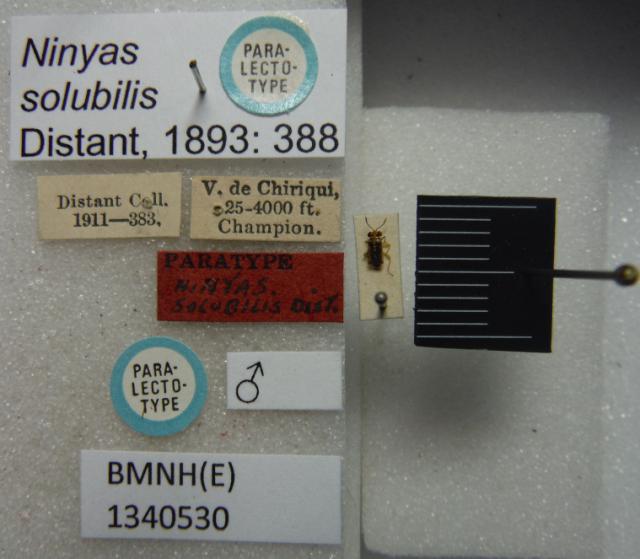 Ninyas
solubilis
Distant, 1893: 388
PARA-
LECTO-
TYPE
Distant Coll.
1911—383.
V. de Chiriqui,
25-4000 ft.
Champion.
PARATYPE
NINYAS.
SOLUBILIS Dist.
PARA-
LECTO-
TYPE
♂
BMNH(E)
1340530